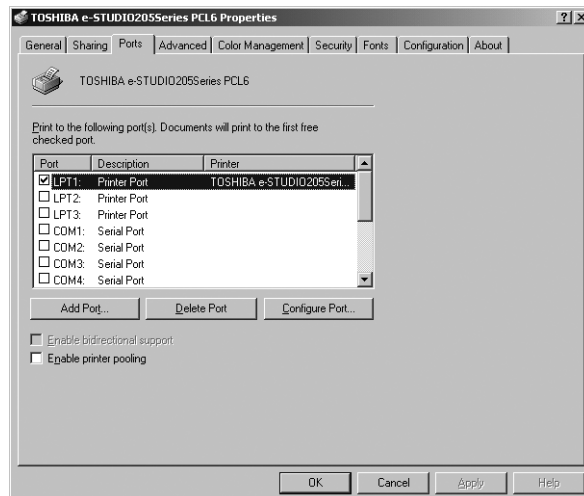 TOSHIBA e-STUDIO205Series PCL6 Properties
General Sharing Ports Advanced Color Management Security Fonts Configuration About
TOSHIBA e-STUDIO205Series PCL6
Print to the following port(s). Documents will print to the first free
checked port.
Port Description Printer
LPT1: Printer Port TOSHIBA e-STUDIO205Seri...
LPT2: Printer Port
LPT3: Printer Port
COM1: Serial Port
COM2: Serial Port
COM3: Serial Port
COM4: Serial Port
Add Port... Delete Port Configure Port...
Enable bidirectional support
Enable printer pooling
OK Cancel Apply Help